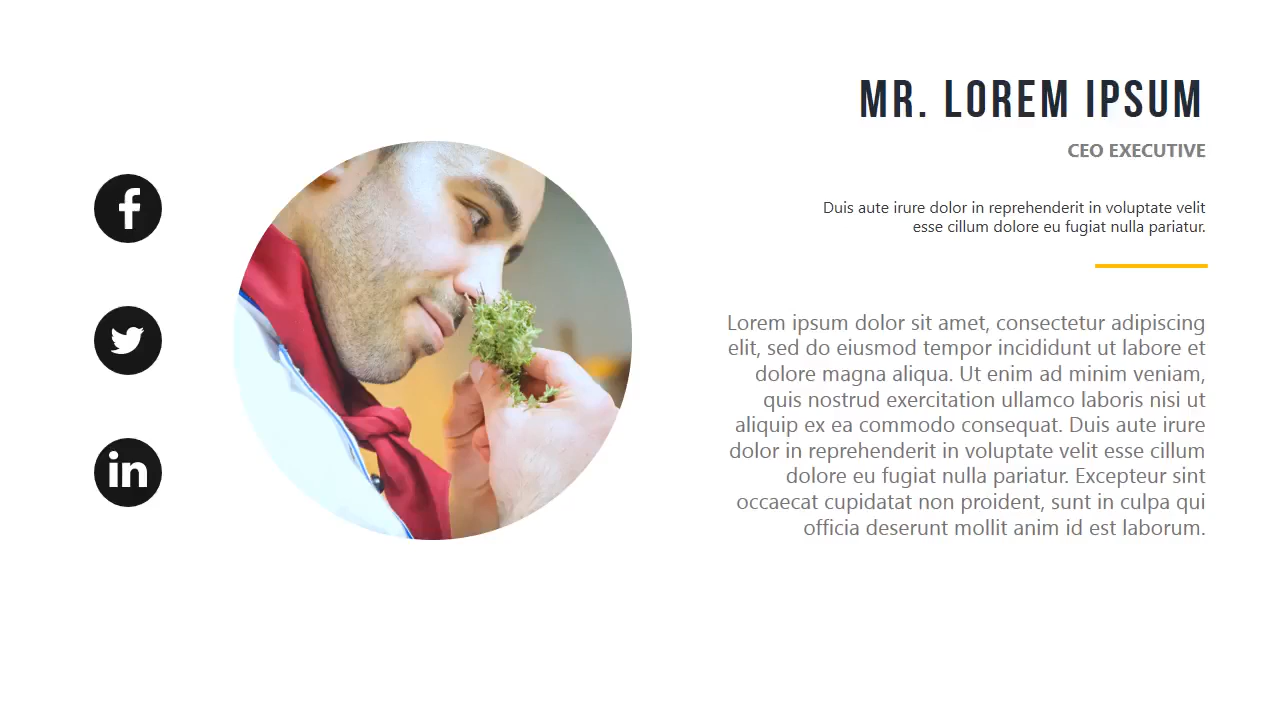 MR. LOREM IPSUM
CEO EXECUTIVE
Duis aute irure dolor in reprehenderit in voluptate velit
esse cillum dolore eu fugiat nulla pariatur.
Lorem ipsum dolor sit amet, consectetur adipiscing
elit, sed do eiusmod tempor incididunt ut labore et
dolore magna aliqua. Ut enim ad minim veniam,
quis nostrud exercitation ullamco laboris nisi ut
aliquip ex ea commodo consequat. Duis aute irure
dolor in reprehenderit in voluptate velit esse cillum
dolore eu fugiat nulla pariatur. Excepteur sint
occaecat cupidatat non proident, sunt in culpa qui
officia deserunt mollit anim id est laborum.